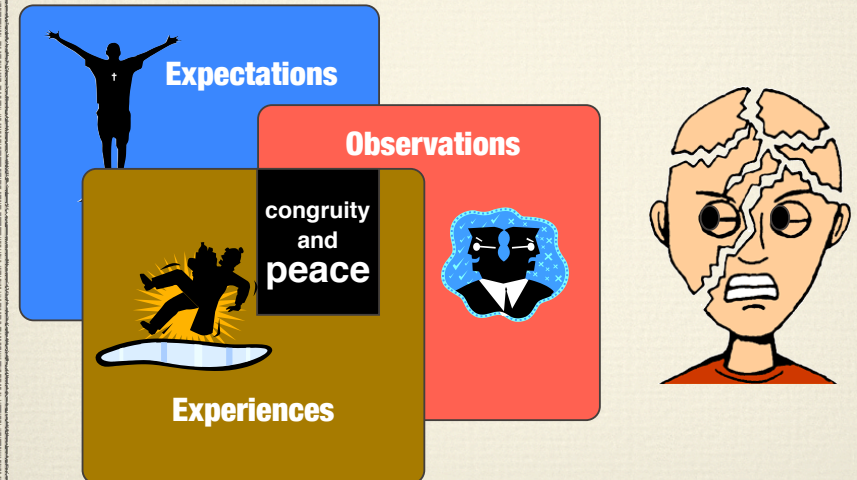 Expectations
Observations
congruity
and
peace
Experiences